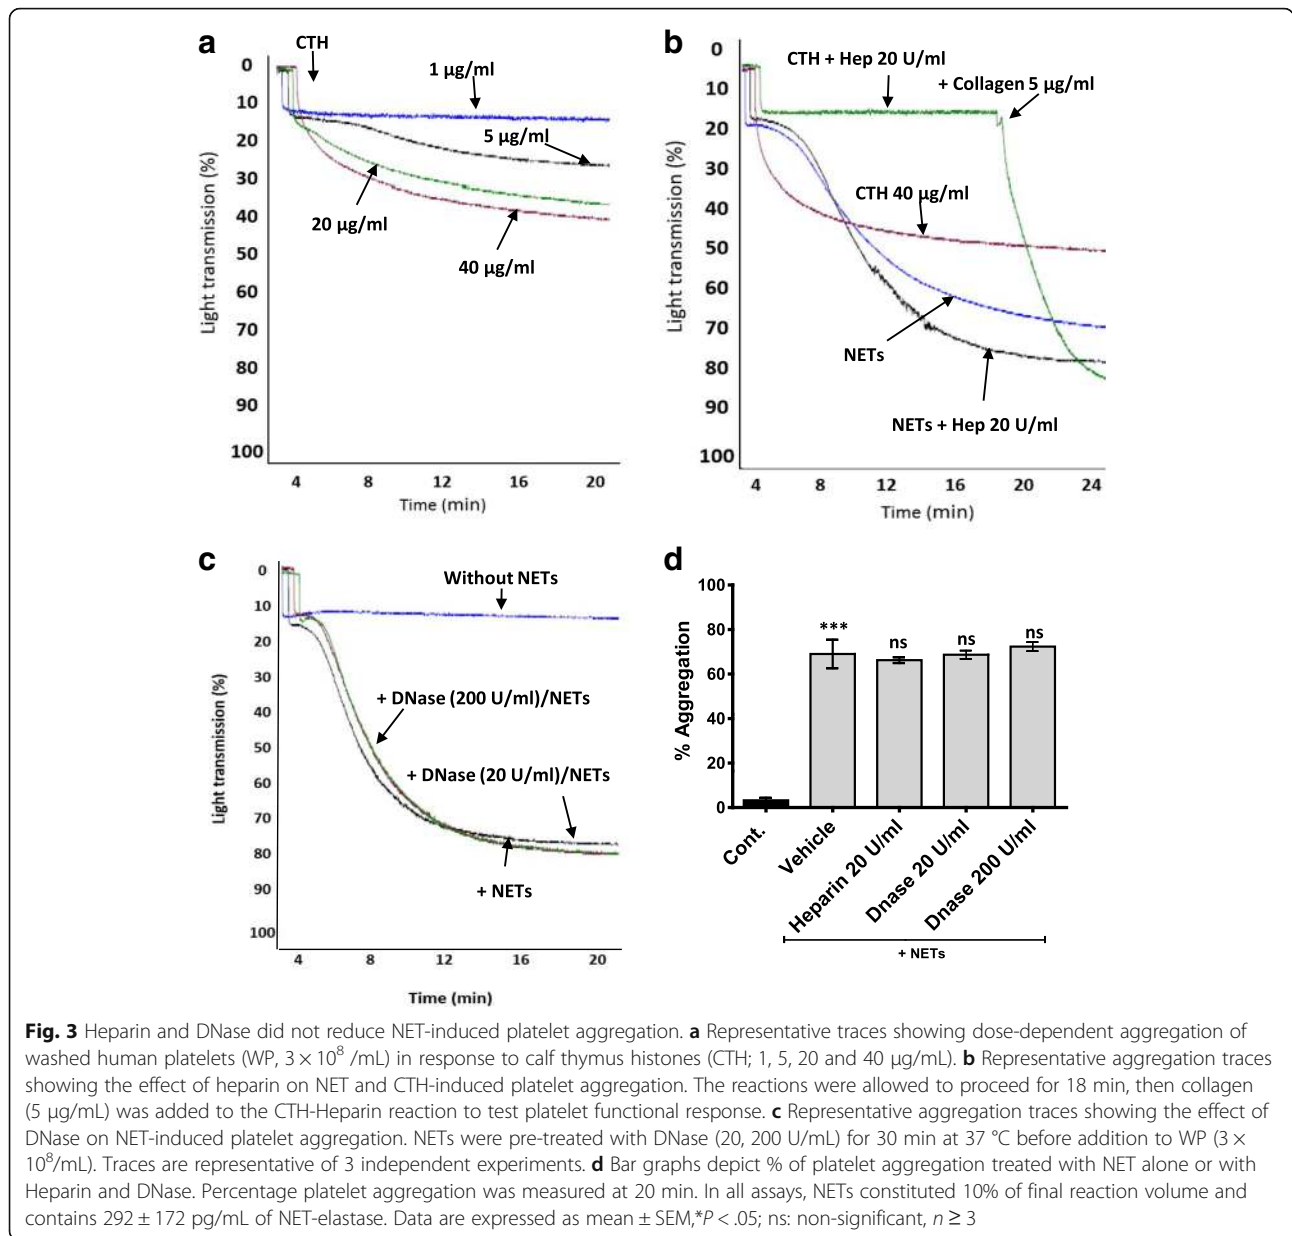 a
CTH
1 µg/ml
5 µg/ml
20 µg/ml
40 µg/ml
Light transmission (%)
0
10
20
30
40
50
60
70
80
90
100
4 8 12 16 20
Time (min)
b
CTH + Hep 20 U/ml
+ Collagen 5 µg/ml
CTH 40 µg/ml
NETs
NETs + Hep 20 U/ml
Light transmission (%)
0
10
20
30
40
50
60
70
80
90
100
4 8 12 16 20 24
Time (min)
c
Without NETs
+ DNase (200 U/ml)/NETs
+ DNase (20 U/ml)/NETs
+ NETs
Light transmission (%)
0
10
20
30
40
50
60
70
80
90
100
4 8 12 16 20
Time (min)
d
% Aggregation
100
80
60
40
20
0
***
ns
ns
ns
Cont.
Vehicle
Heparin 20 U/ml
Dnase 20 U/ml
Dnase 200 U/ml
+ NETs
Fig. 3 Heparin and DNase did not reduce NET-induced platelet aggregation. a Representative traces showing dose-dependent aggregation of
washed human platelets (WP, 3 × 10⁸ /mL) in response to calf thymus histones (CTH; 1, 5, 20 and 40 µg/mL). b Representative aggregation traces
showing the effect of heparin on NET and CTH-induced platelet aggregation. The reactions were allowed to proceed for 18 min, then collagen
(5 µg/mL) was added to the CTH-Heparin reaction to test platelet functional response. c Representative aggregation traces showing the effect of
DNase on NET-induced platelet aggregation. NETs were pre-treated with DNase (20, 200 U/mL) for 30 min at 37 °C before addition to WP (3 ×
10⁸/mL). Traces are representative of 3 independent experiments. d Bar graphs depict % of platelet aggregation treated with NET alone or with
Heparin and DNase. Percentage platelet aggregation was measured at 20 min. In all assays, NETs constituted 10% of final reaction volume and
contains 292 ± 172 pg/mL of NET-elastase. Data are expressed as mean ± SEM,*P < .05; ns: non-significant, n ≥ 3